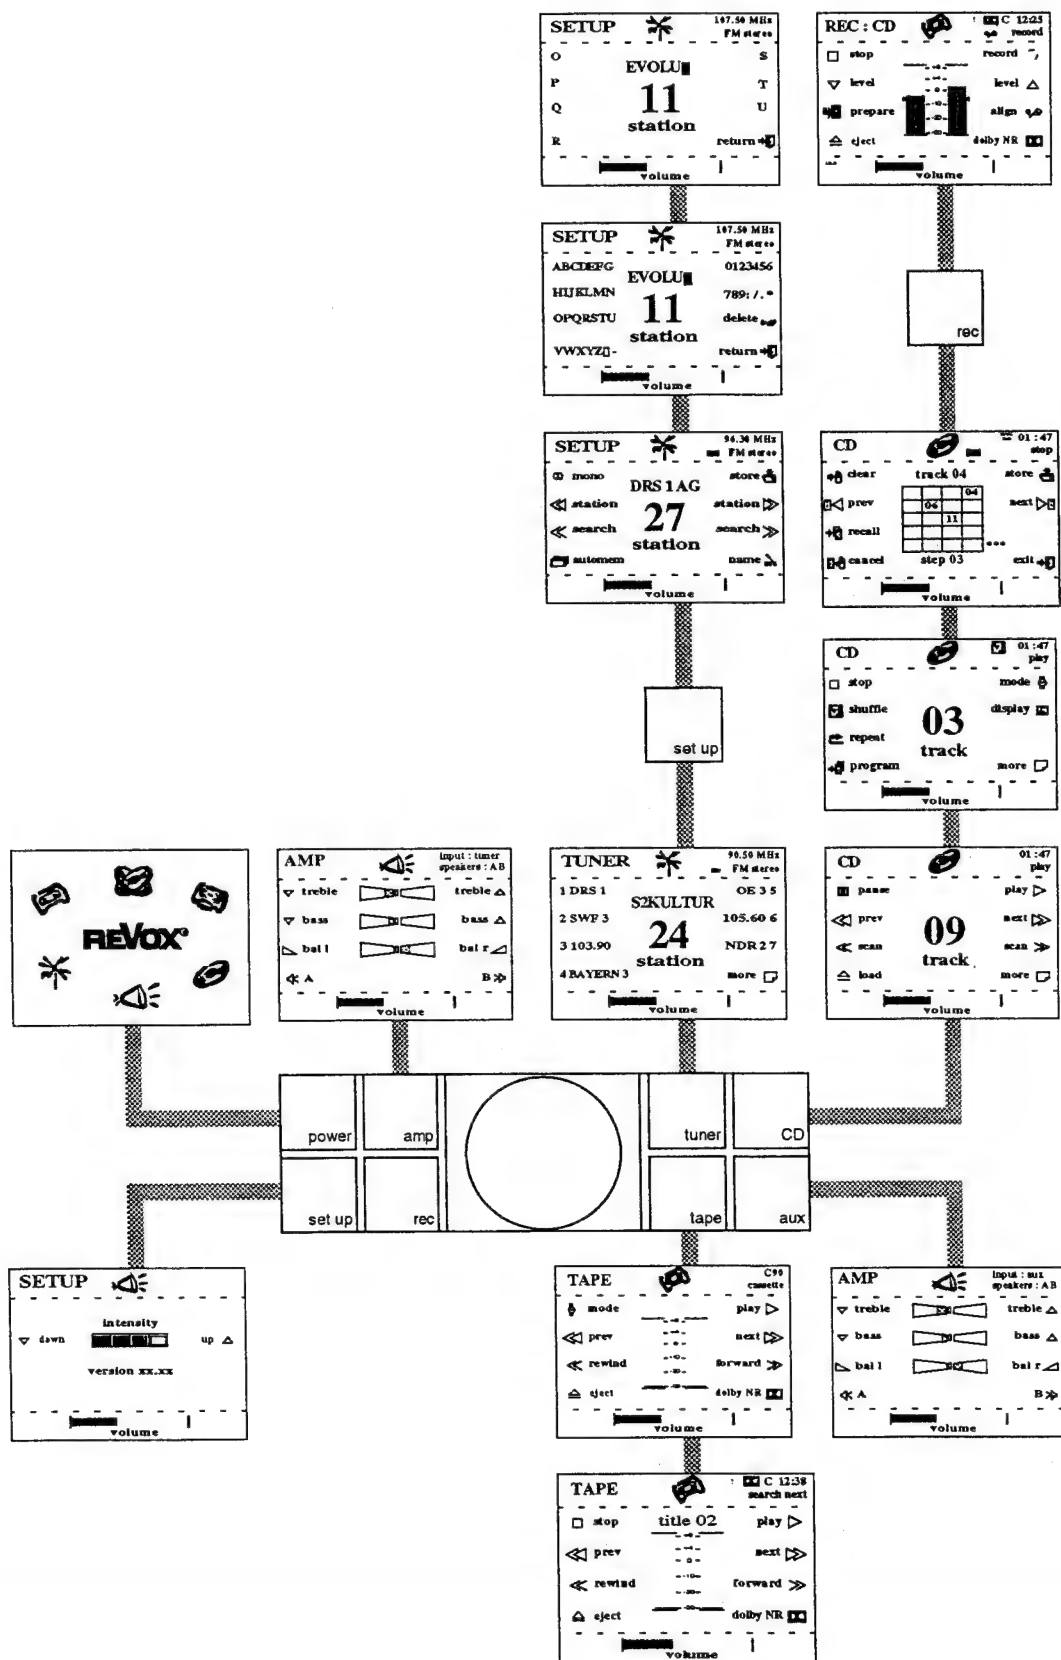 SETUP
107.50 MHz
FM stereo
O
S
EVOLU
P
T
11
Q
U
station
R
return
volume
REC : CD
C 12:25
record
stop
record
level
level
prepare
align
eject
dolby NR
volume
SETUP
107.50 MHz
FM stereo
ABCDEFG
0123456
EVOLU
HIJKLMN
789:/.*
11
OPQRSTU
delete
station
VWXYZ▯-
return
volume
rec
SETUP
96.30 MHz
FM stereo
mono
store
DRS 1 AG
station
station
27
search
search
station
automem
name
volume
CD
01 : 47
stop
clear
track 04
store
04
prev
06
next
11
recall
...
cancel
step 03
exit
volume
set up
CD
01 : 47
play
stop
mode
shuffle
display
03
repeat
track
program
more
volume
REVOX
AMP
input : tuner
speakers : AB
treble
treble
bass
bass
bal l
bal r
A
B
volume
TUNER
90.50 MHz
FM stereo
1 DRS 1
OE 3 5
S2KULTUR
2 SWF 3
105.60 6
24
3 103.90
NDR 2 7
station
4 BAYERN 3
more
volume
CD
01 : 47
play
pause
play
prev
next
09
scan
scan
track
load
more
volume
power
amp
tuner
CD
set up
rec
tape
aux
SETUP
intensity
down
up
version xx.xx
volume
TAPE
C90
cassette
mode
play
prev
next
rewind
forward
eject
dolby NR
volume
AMP
input : aux
speakers : AB
treble
treble
bass
bass
bal l
bal r
A
B
volume
TAPE
C 12:38
search next
stop
title 02
play
prev
next
rewind
forward
eject
dolby NR
volume